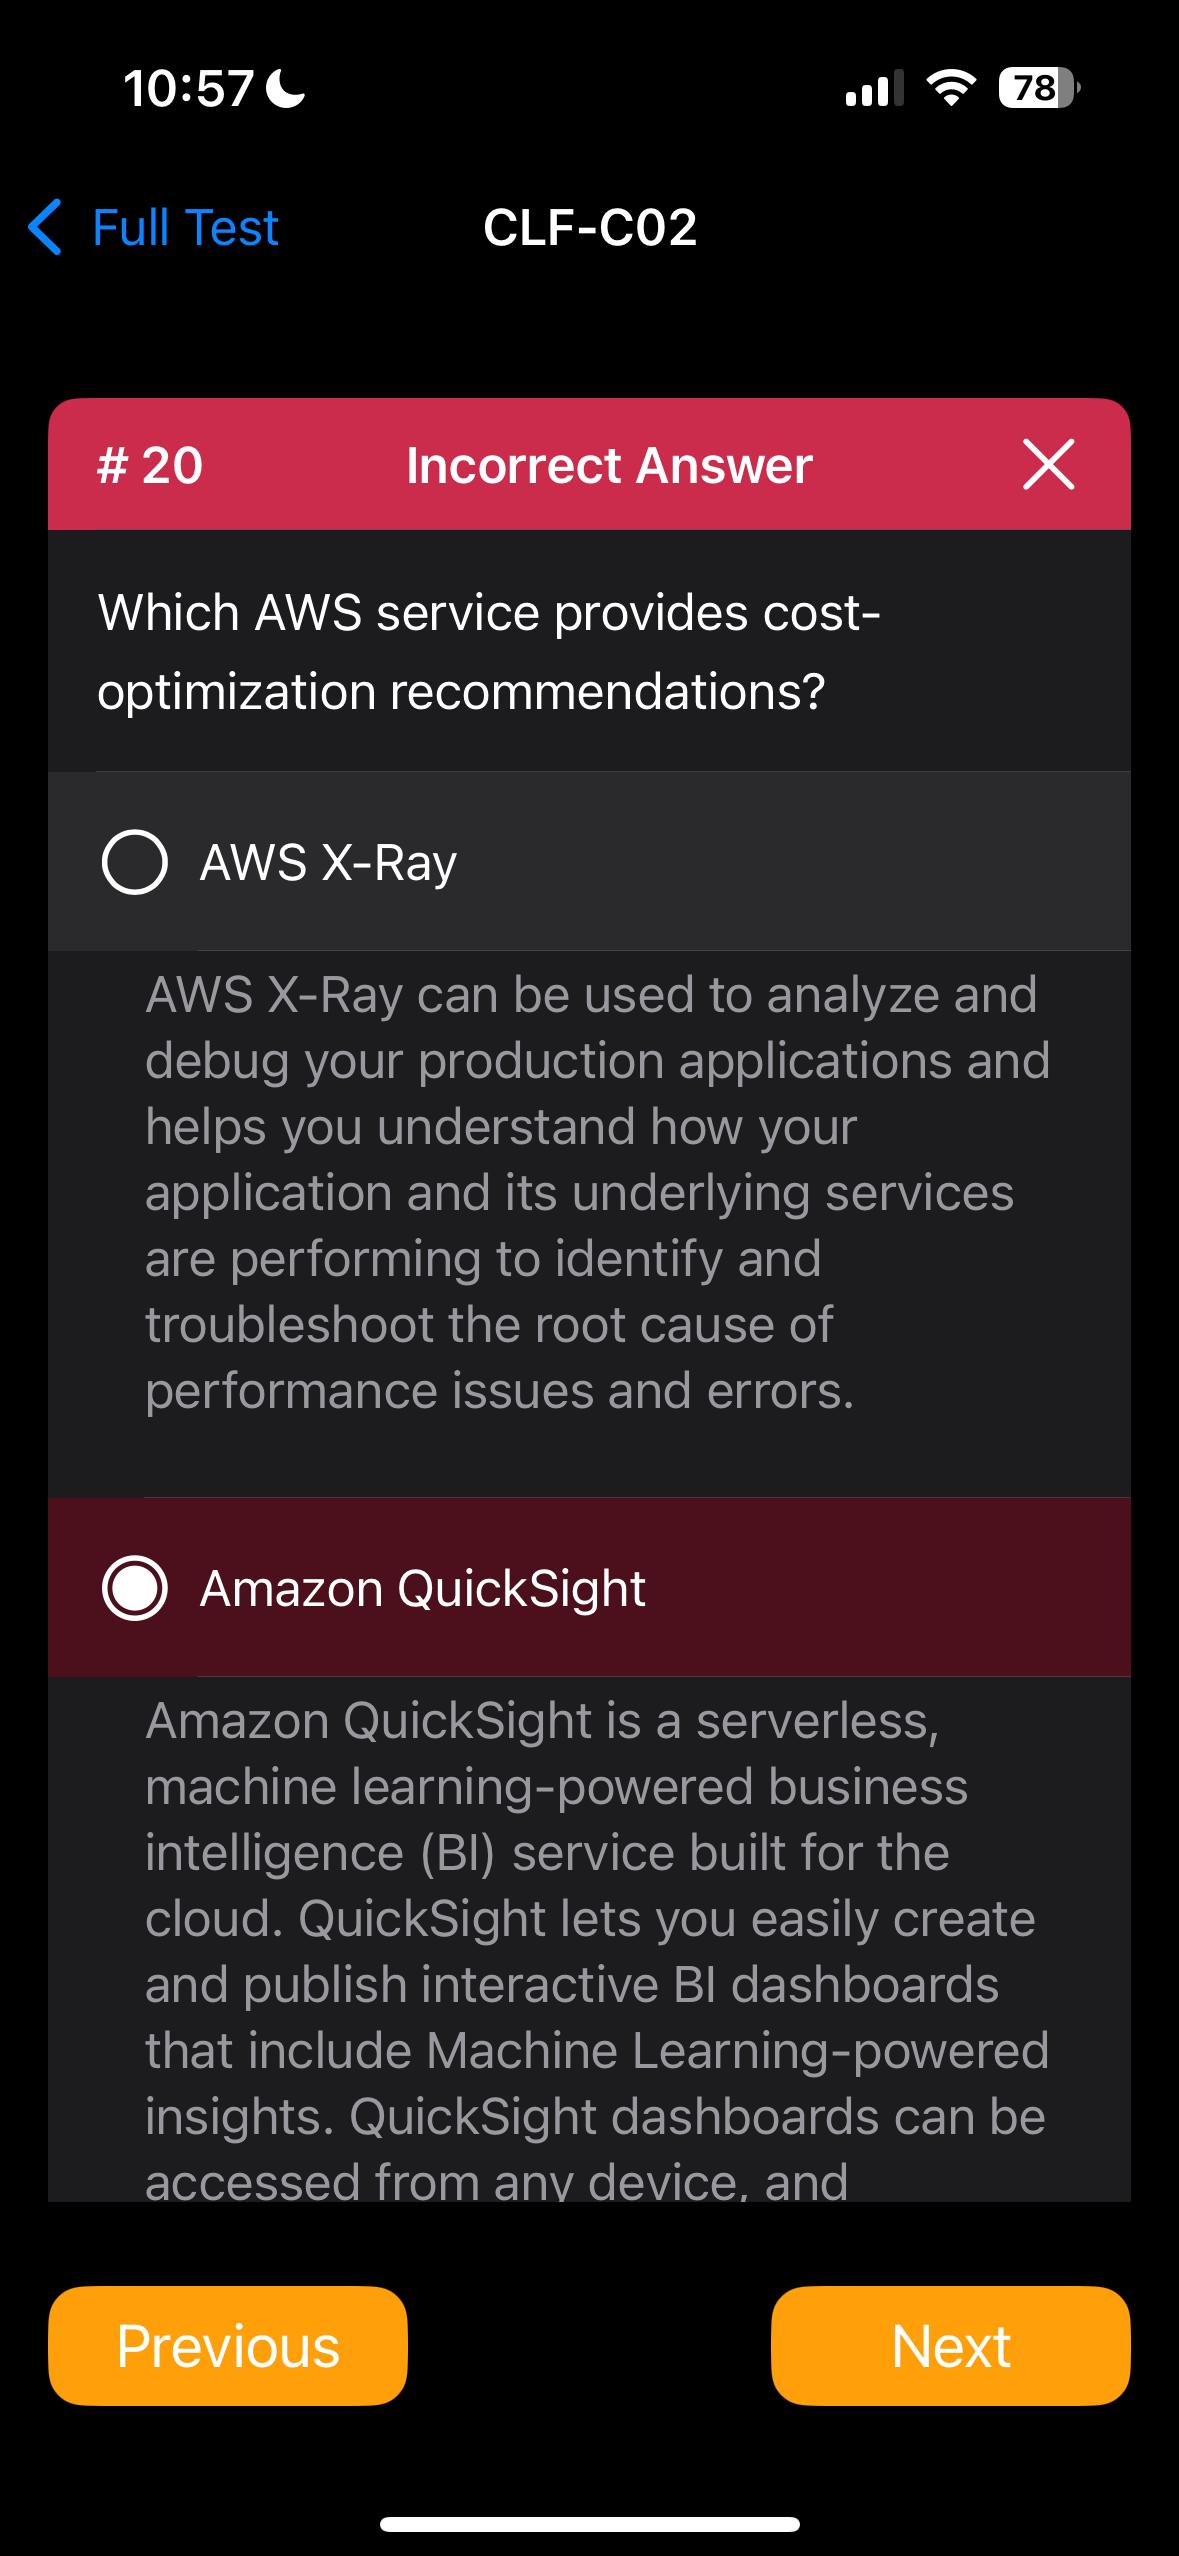 10:57
78
Full Test
CLF-C02
# 20
Incorrect Answer
Which AWS service provides cost-
optimization recommendations?
AWS X-Ray
AWS X-Ray can be used to analyze and
debug your production applications and
helps you understand how your
application and its underlying services
are performing to identify and
troubleshoot the root cause of
performance issues and errors.
Amazon QuickSight
Amazon QuickSight is a serverless,
machine learning-powered business
intelligence (BI) service built for the
cloud. QuickSight lets you easily create
and publish interactive BI dashboards
that include Machine Learning-powered
insights. QuickSight dashboards can be
accessed from any device, and
Previous
Next